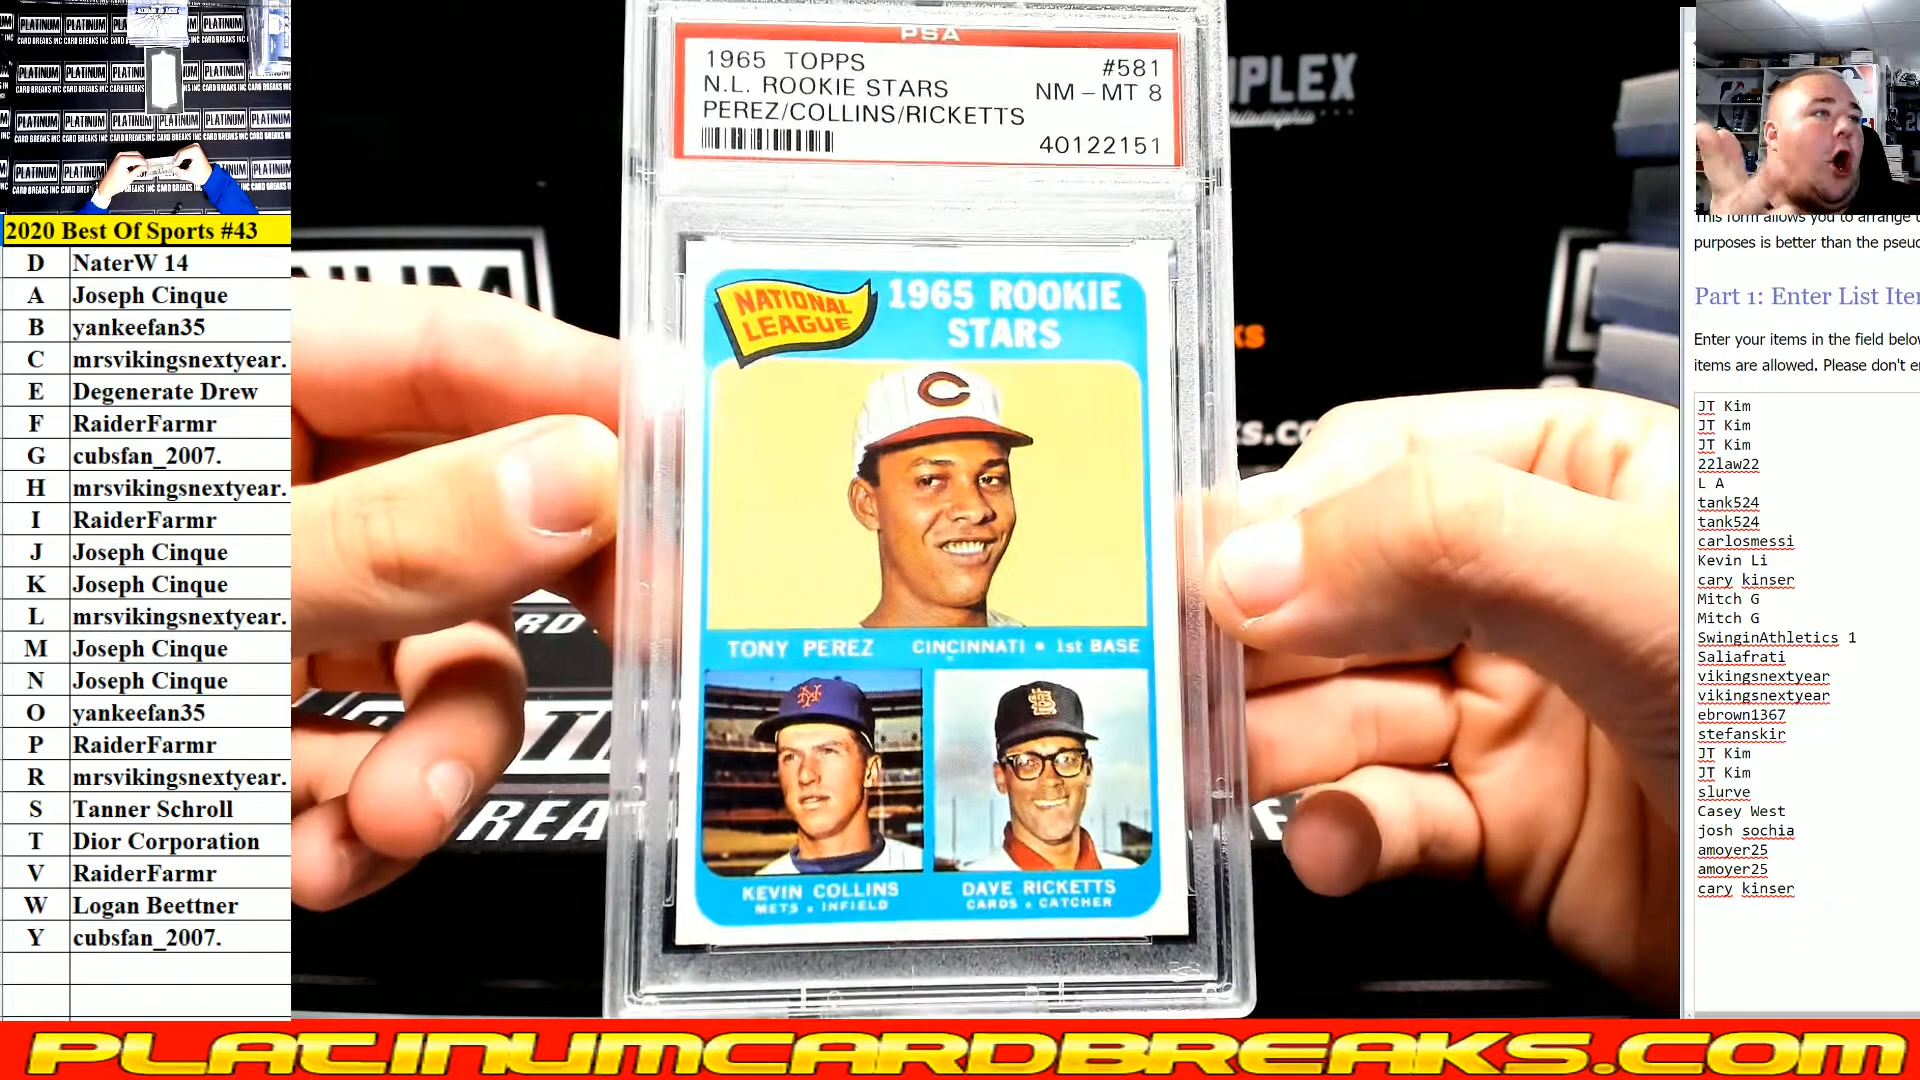 PSA
1965 TOPPS
#581
N.L. ROOKIE STARS
NM-MT 8
PEREZ/COLLINS/RICKETTS
40122151
NATIONAL LEAGUE
1965 ROOKIE
STARS
C
TONY PEREZ CINCINNATI • 1st BASE
KEVIN COLLINS
METS • INFIELD
DAVE RICKETTS
CARDS • CATCHER
2020 Best Of Sports #43
D NaterW 14
A Joseph Cinque
B yankeefan35
C mrsvikingsnextyear.
E Degenerate Drew
F RaiderFarmr
G cubsfan_2007.
H mrsvikingsnextyear.
I RaiderFarmr
J Joseph Cinque
K Joseph Cinque
L mrsvikingsnextyear.
M Joseph Cinque
N Joseph Cinque
O yankeefan35
P RaiderFarmr
R mrsvikingsnextyear.
S Tanner Schroll
T Dior Corporation
V RaiderFarmr
W Logan Beettner
Y cubsfan_2007.
This form allows you to arrange
purposes is better than the
Part 1: Enter List
Enter your items in the field
items are allowed. Please don't
JT Kim
JT Kim
JT Kim
22law22
L A
tank524
tank524
carlosmessi
Kevin Li
cary kinser
Mitch G
Mitch G
SwinginAthletics 1
Saliafrati
vikingsnextyear
vikingsnextyear
ebrown1367
stefanskir
JT Kim
JT Kim
slurve
Casey West
josh sochia
amoyer25
amoyer25
cary kinser
PLATINUMCARDBREAKS.COM